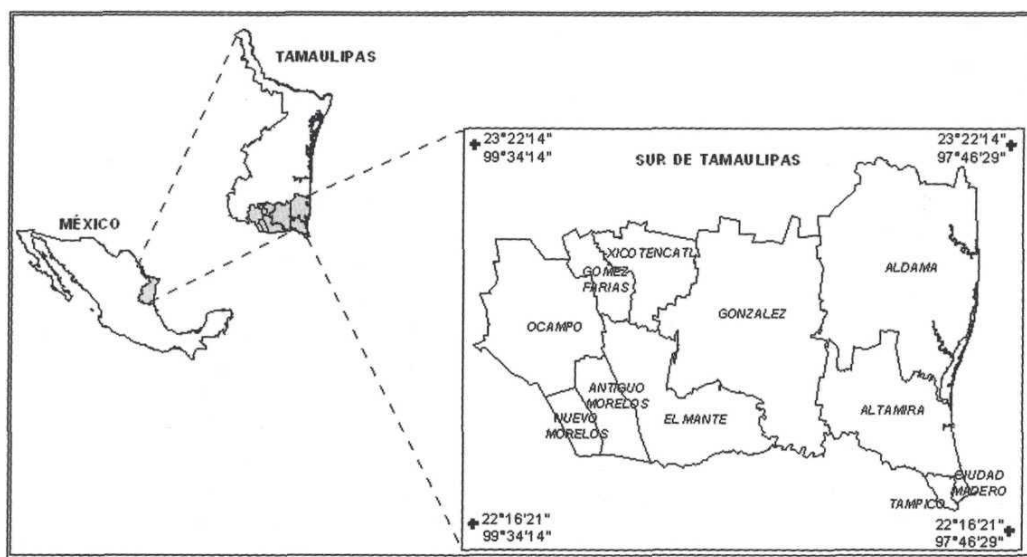 TAMAULIPAS
MÉXICO
23°22'14"
99°34'14"
SUR DE TAMAULIPAS
23°22'14"
97°46'29"
XICOTENCATL
GOMEZ
FARIAS
ALDAMA
OCAMPO
GONZALEZ
ANTIGUO
MORELOS
NUEVO
MORELOS
EL MANTE
ALTAMIRA
CIUDAD
MADERO
TAMPICO
22°16'21"
99°34'14"
22°16'21"
97°46'29"